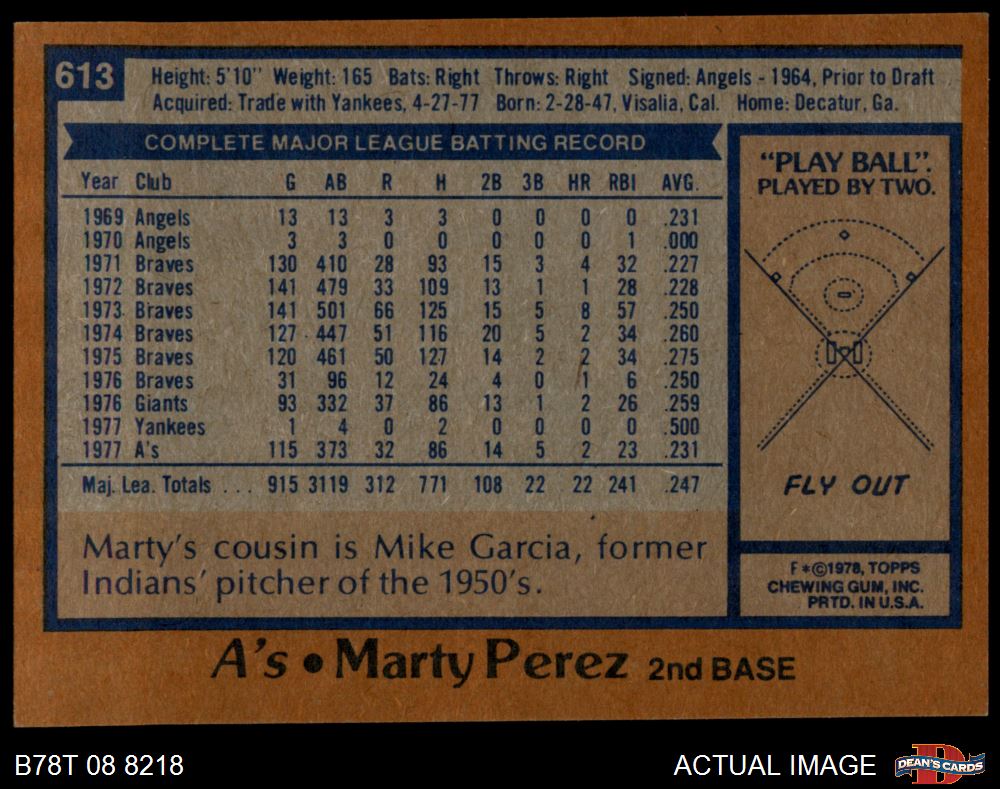 613
Height: 5'10" Weight: 165 Bats: Right Throws: Right Signed: Angels - 1964, Prior to Draft
Acquired: Trade with Yankees, 4-27-77 Born: 2-28-47, Visalia, Cal. Home: Decatur, Ga.
COMPLETE MAJOR LEAGUE BATTING RECORD
Year Club G AB R H 2B 3B HR RBI AVG.
1969 Angels 13 13 3 3 0 0 0 0 .231
1970 Angels 3 3 0 0 0 0 0 1 .000
1971 Braves 130 410 28 93 15 3 4 32 .227
1972 Braves 141 479 33 109 13 1 1 28 .228
1973 Braves 141 501 66 125 15 5 8 57 .250
1974 Braves 127 447 51 116 20 5 2 34 .260
1975 Braves 120 461 50 127 14 2 2 34 .275
1976 Braves 31 96 12 24 4 0 1 6 .250
1976 Giants 93 332 37 86 13 1 2 26 .259
1977 Yankees 1 4 0 2 0 0 0 0 .500
1977 A's 115 373 32 86 14 5 2 23 .231
Maj. Lea. Totals ... 915 3119 312 771 108 22 22 241 .247
Marty's cousin is Mike Garcia, former
Indians' pitcher of the 1950's.
"PLAY BALL".
PLAYED BY TWO.
FLY OUT
F*©1978, TOPPS
CHEWING GUM, INC.
PRTD. IN U.S.A.
A's • Marty Perez 2nd BASE
B78T 08 8218
ACTUAL IMAGE
D
DEAN'S CARDS